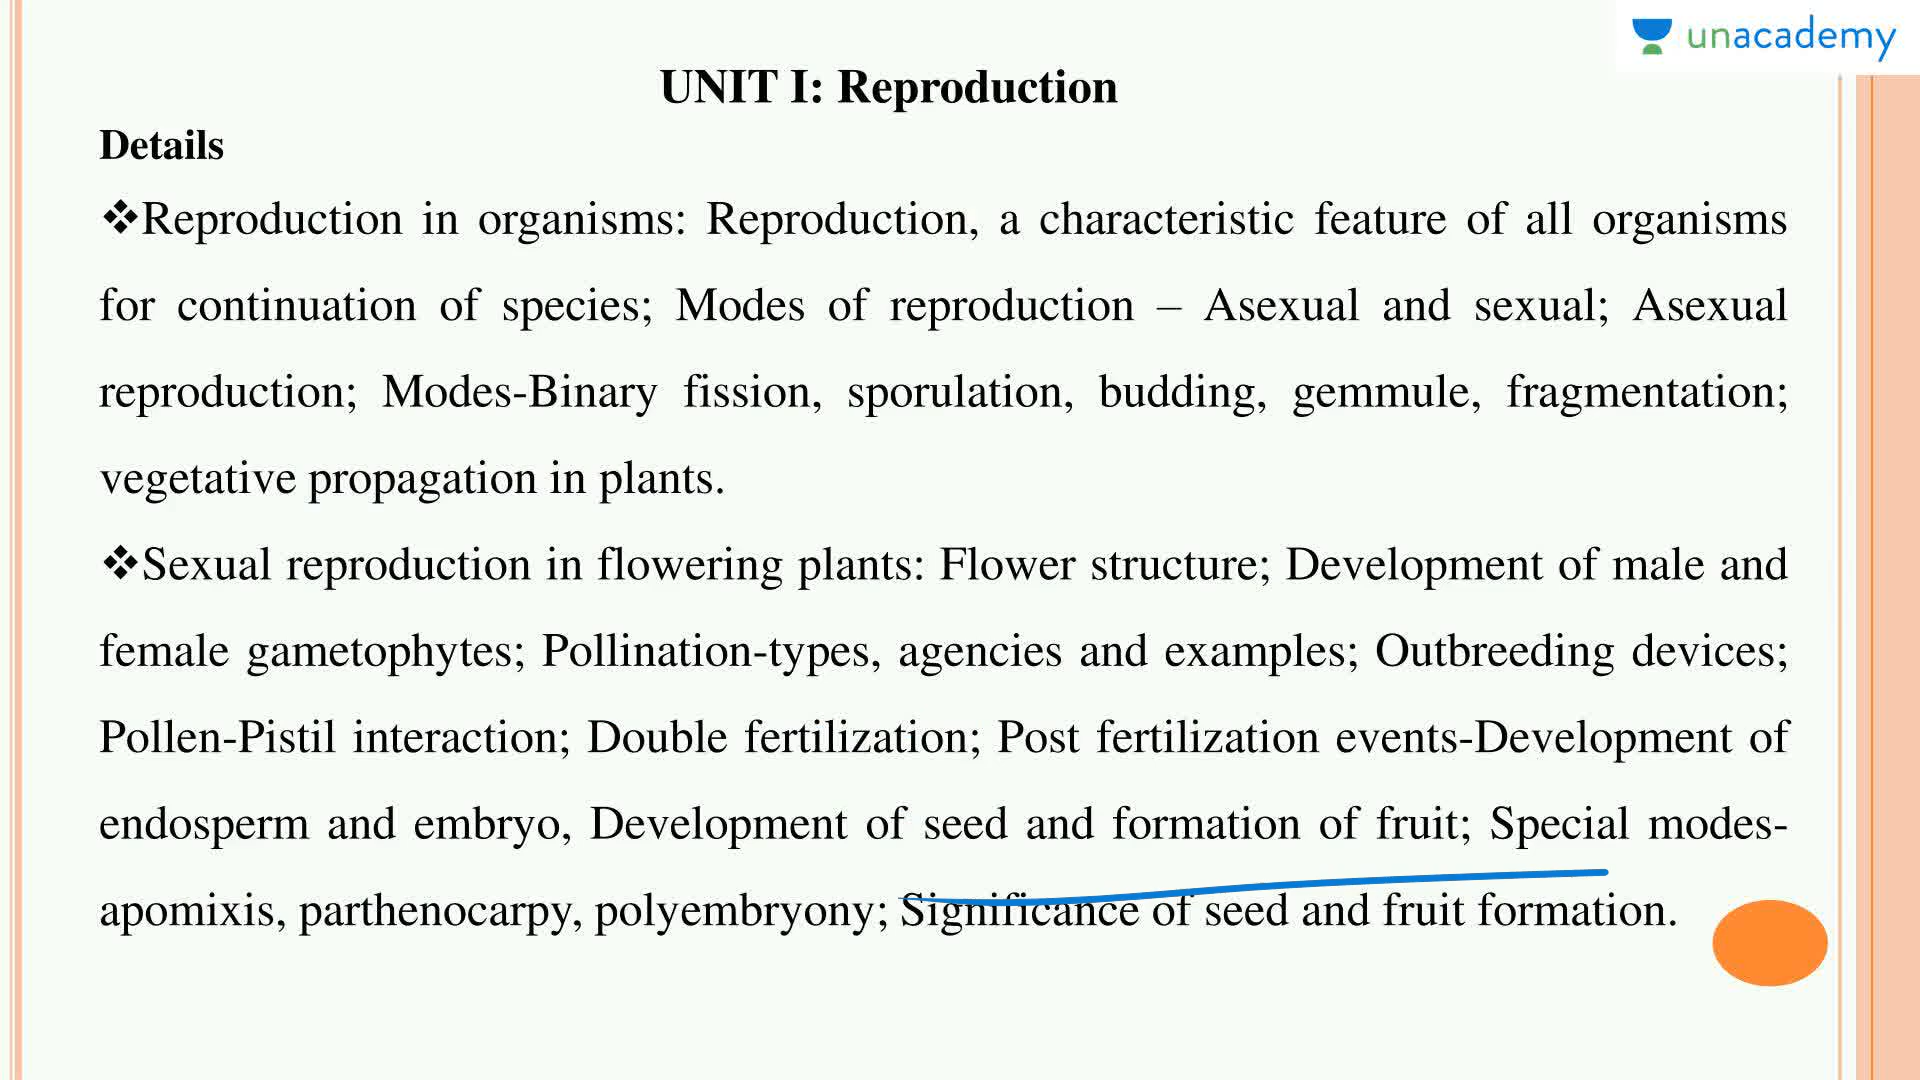 unacademy
UNIT I: Reproduction
Details
❖Reproduction in organisms: Reproduction, a characteristic feature of all organisms
for continuation of species; Modes of reproduction – Asexual and sexual; Asexual
reproduction; Modes-Binary fission, sporulation, budding, gemmule, fragmentation;
vegetative propagation in plants.
❖Sexual reproduction in flowering plants: Flower structure; Development of male and
female gametophytes; Pollination-types, agencies and examples; Outbreeding devices;
Pollen-Pistil interaction; Double fertilization; Post fertilization events-Development of
endosperm and embryo, Development of seed and formation of fruit; Special modes-
apomixis, parthenocarpy, polyembryony; Significance of seed and fruit formation.